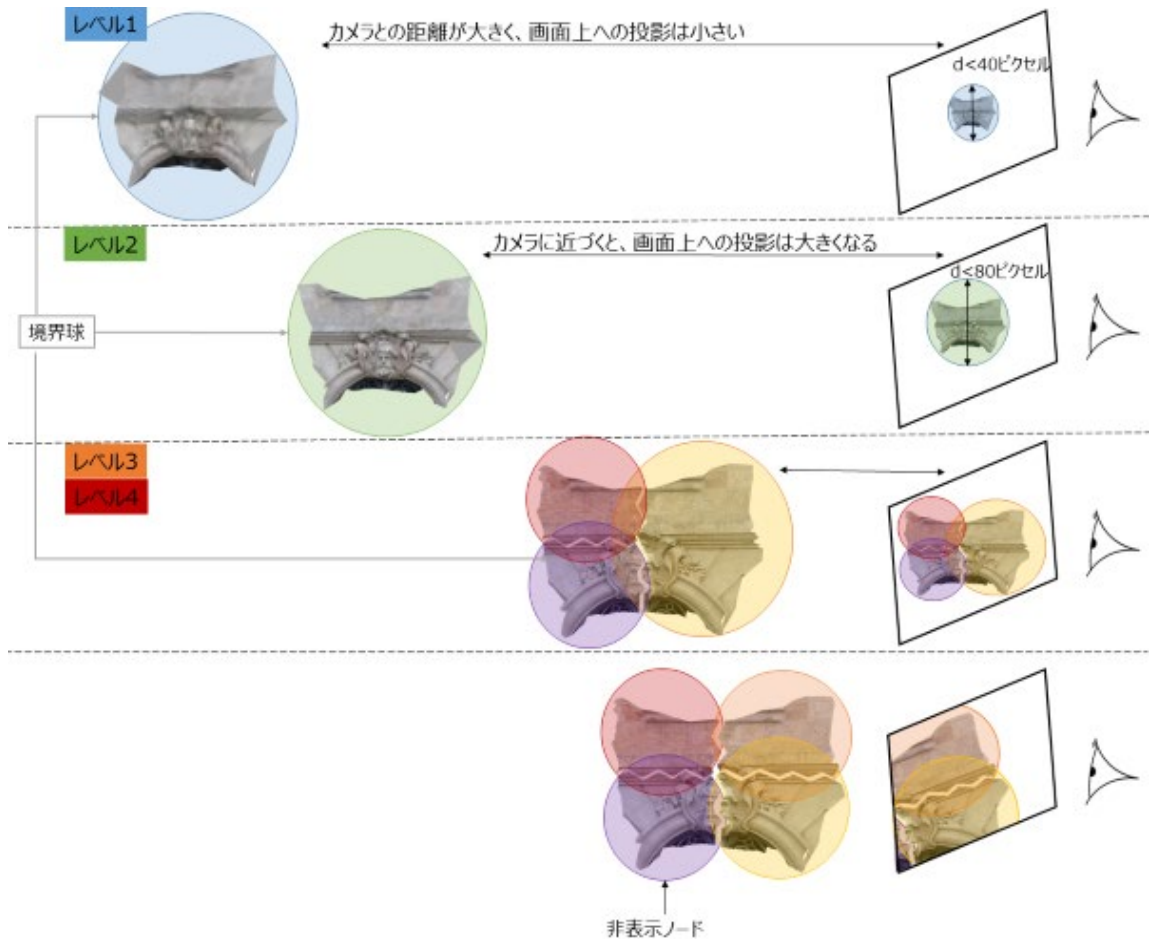 レベル1
カメラとの距離が大きく、画面上への投影は小さい
d<40ピクセル
レベル2
カメラに近づくと、画面上への投影は大きくなる
d<80ピクセル
境界球
レベル3
レベル4
非表示ノード